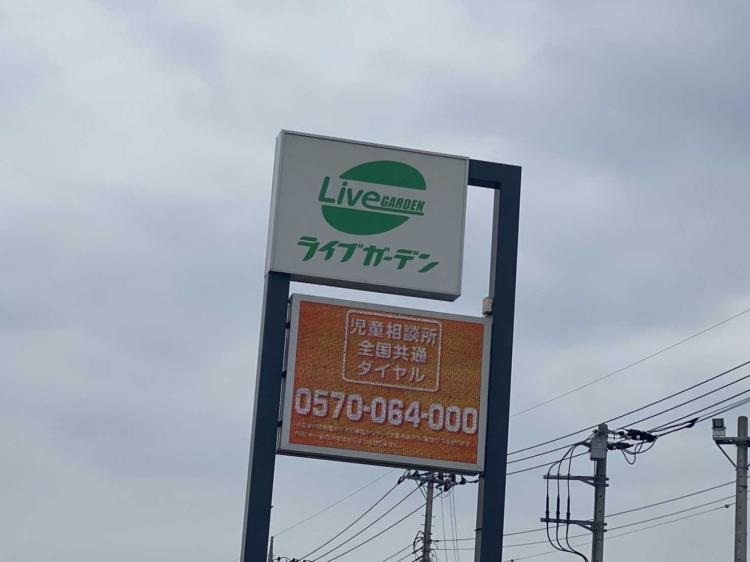 Live GARDEN
ライブガーデン
児童相談所
全国共通
ダイヤル
0570-064-000